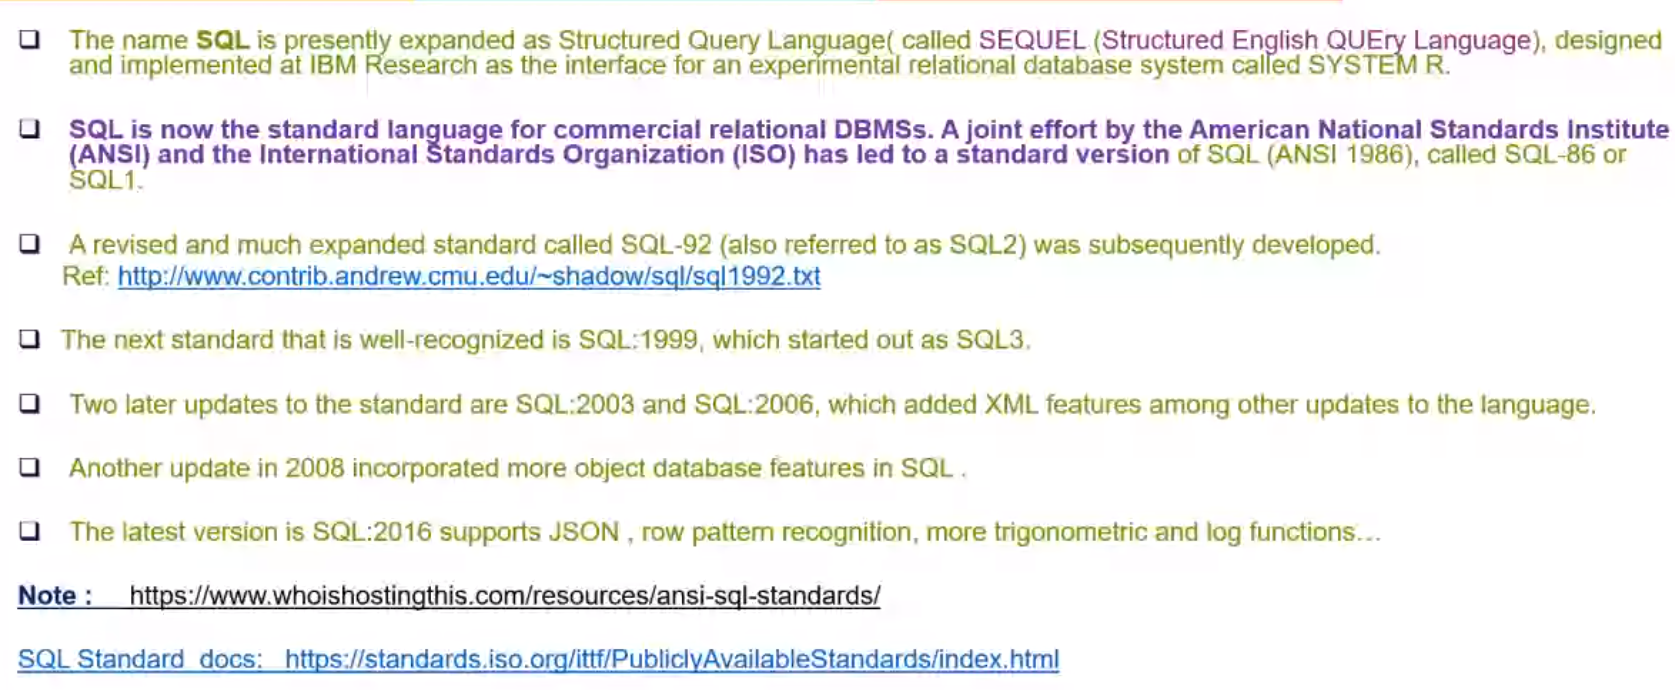 The name SQL is presently expanded as Structured Query Language( called SEQUEL (Structured English QUEry Language), designed
and implemented at IBM Research as the interface for an experimental relational database system called SYSTEM R.
SQL is now the standard language for commercial relational DBMSs. A joint effort by the American National Standards Institute
(ANSI) and the International Standards Organization (ISO) has led to a standard version of SQL (ANSI 1986), called SQL-86 or
SQL1.
A revised and much expanded standard called SQL-92 (also referred to as SQL2) was subsequently developed.
Ref: http://www.contrib.andrew.cmu.edu/~shadow/sql/sql1992.txt
The next standard that is well-recognized is SQL:1999, which started out as SQL3.
Two later updates to the standard are SQL:2003 and SQL:2006, which added XML features among other updates to the language.
Another update in 2008 incorporated more object database features in SQL .
The latest version is SQL:2016 supports JSON , row pattern recognition, more trigonometric and log functions…
Note : https://www.whoishostingthis.com/resources/ansi-sql-standards/
SQL Standard docs: https://standards.iso.org/ittf/PubliclyAvailableStandards/index.html